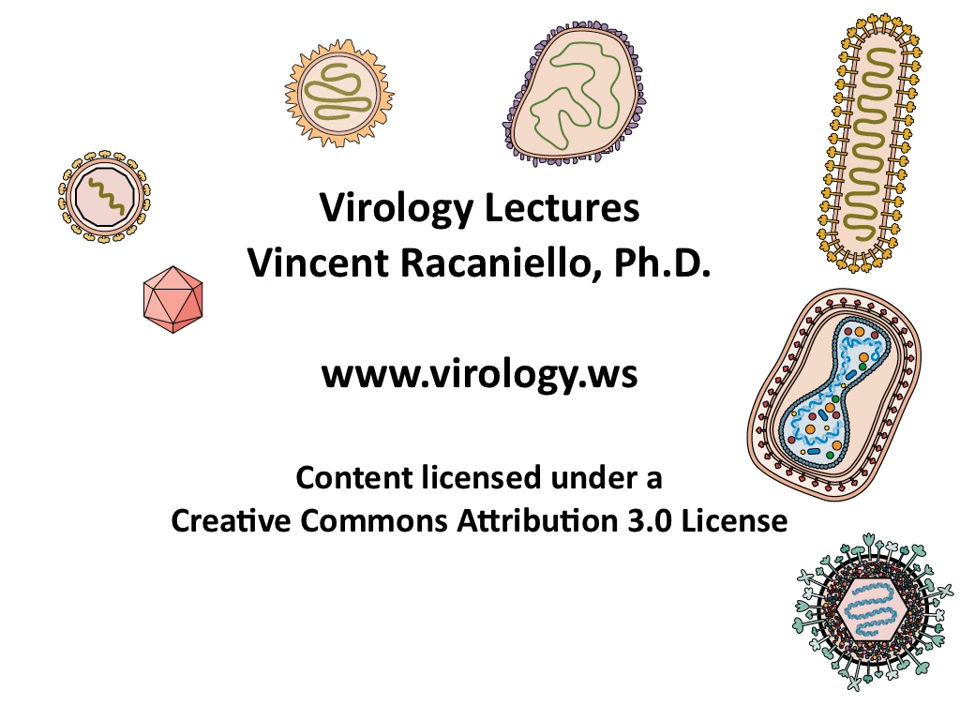 Virology Lectures
Vincent Racaniello, Ph.D.
www.virology.ws
Content licensed under a
Creative Commons Attribution 3.0 License